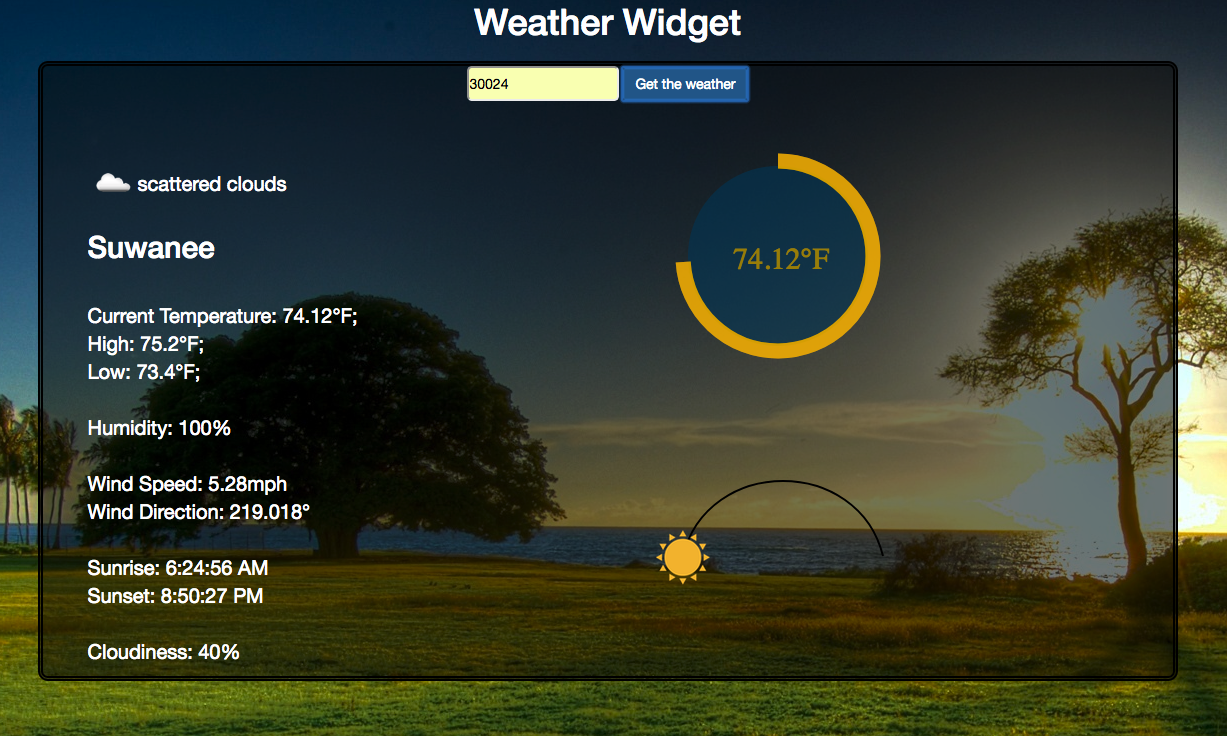 Weather Widget
30024 Get the weather
scattered clouds
Suwanee
74.12°F
Current Temperature: 74.12°F;
High: 75.2°F;
Low: 73.4°F;
Humidity: 100%
Wind Speed: 5.28mph
Wind Direction: 219.018°
Sunrise: 6:24:56 AM
Sunset: 8:50:27 PM
Cloudiness: 40%